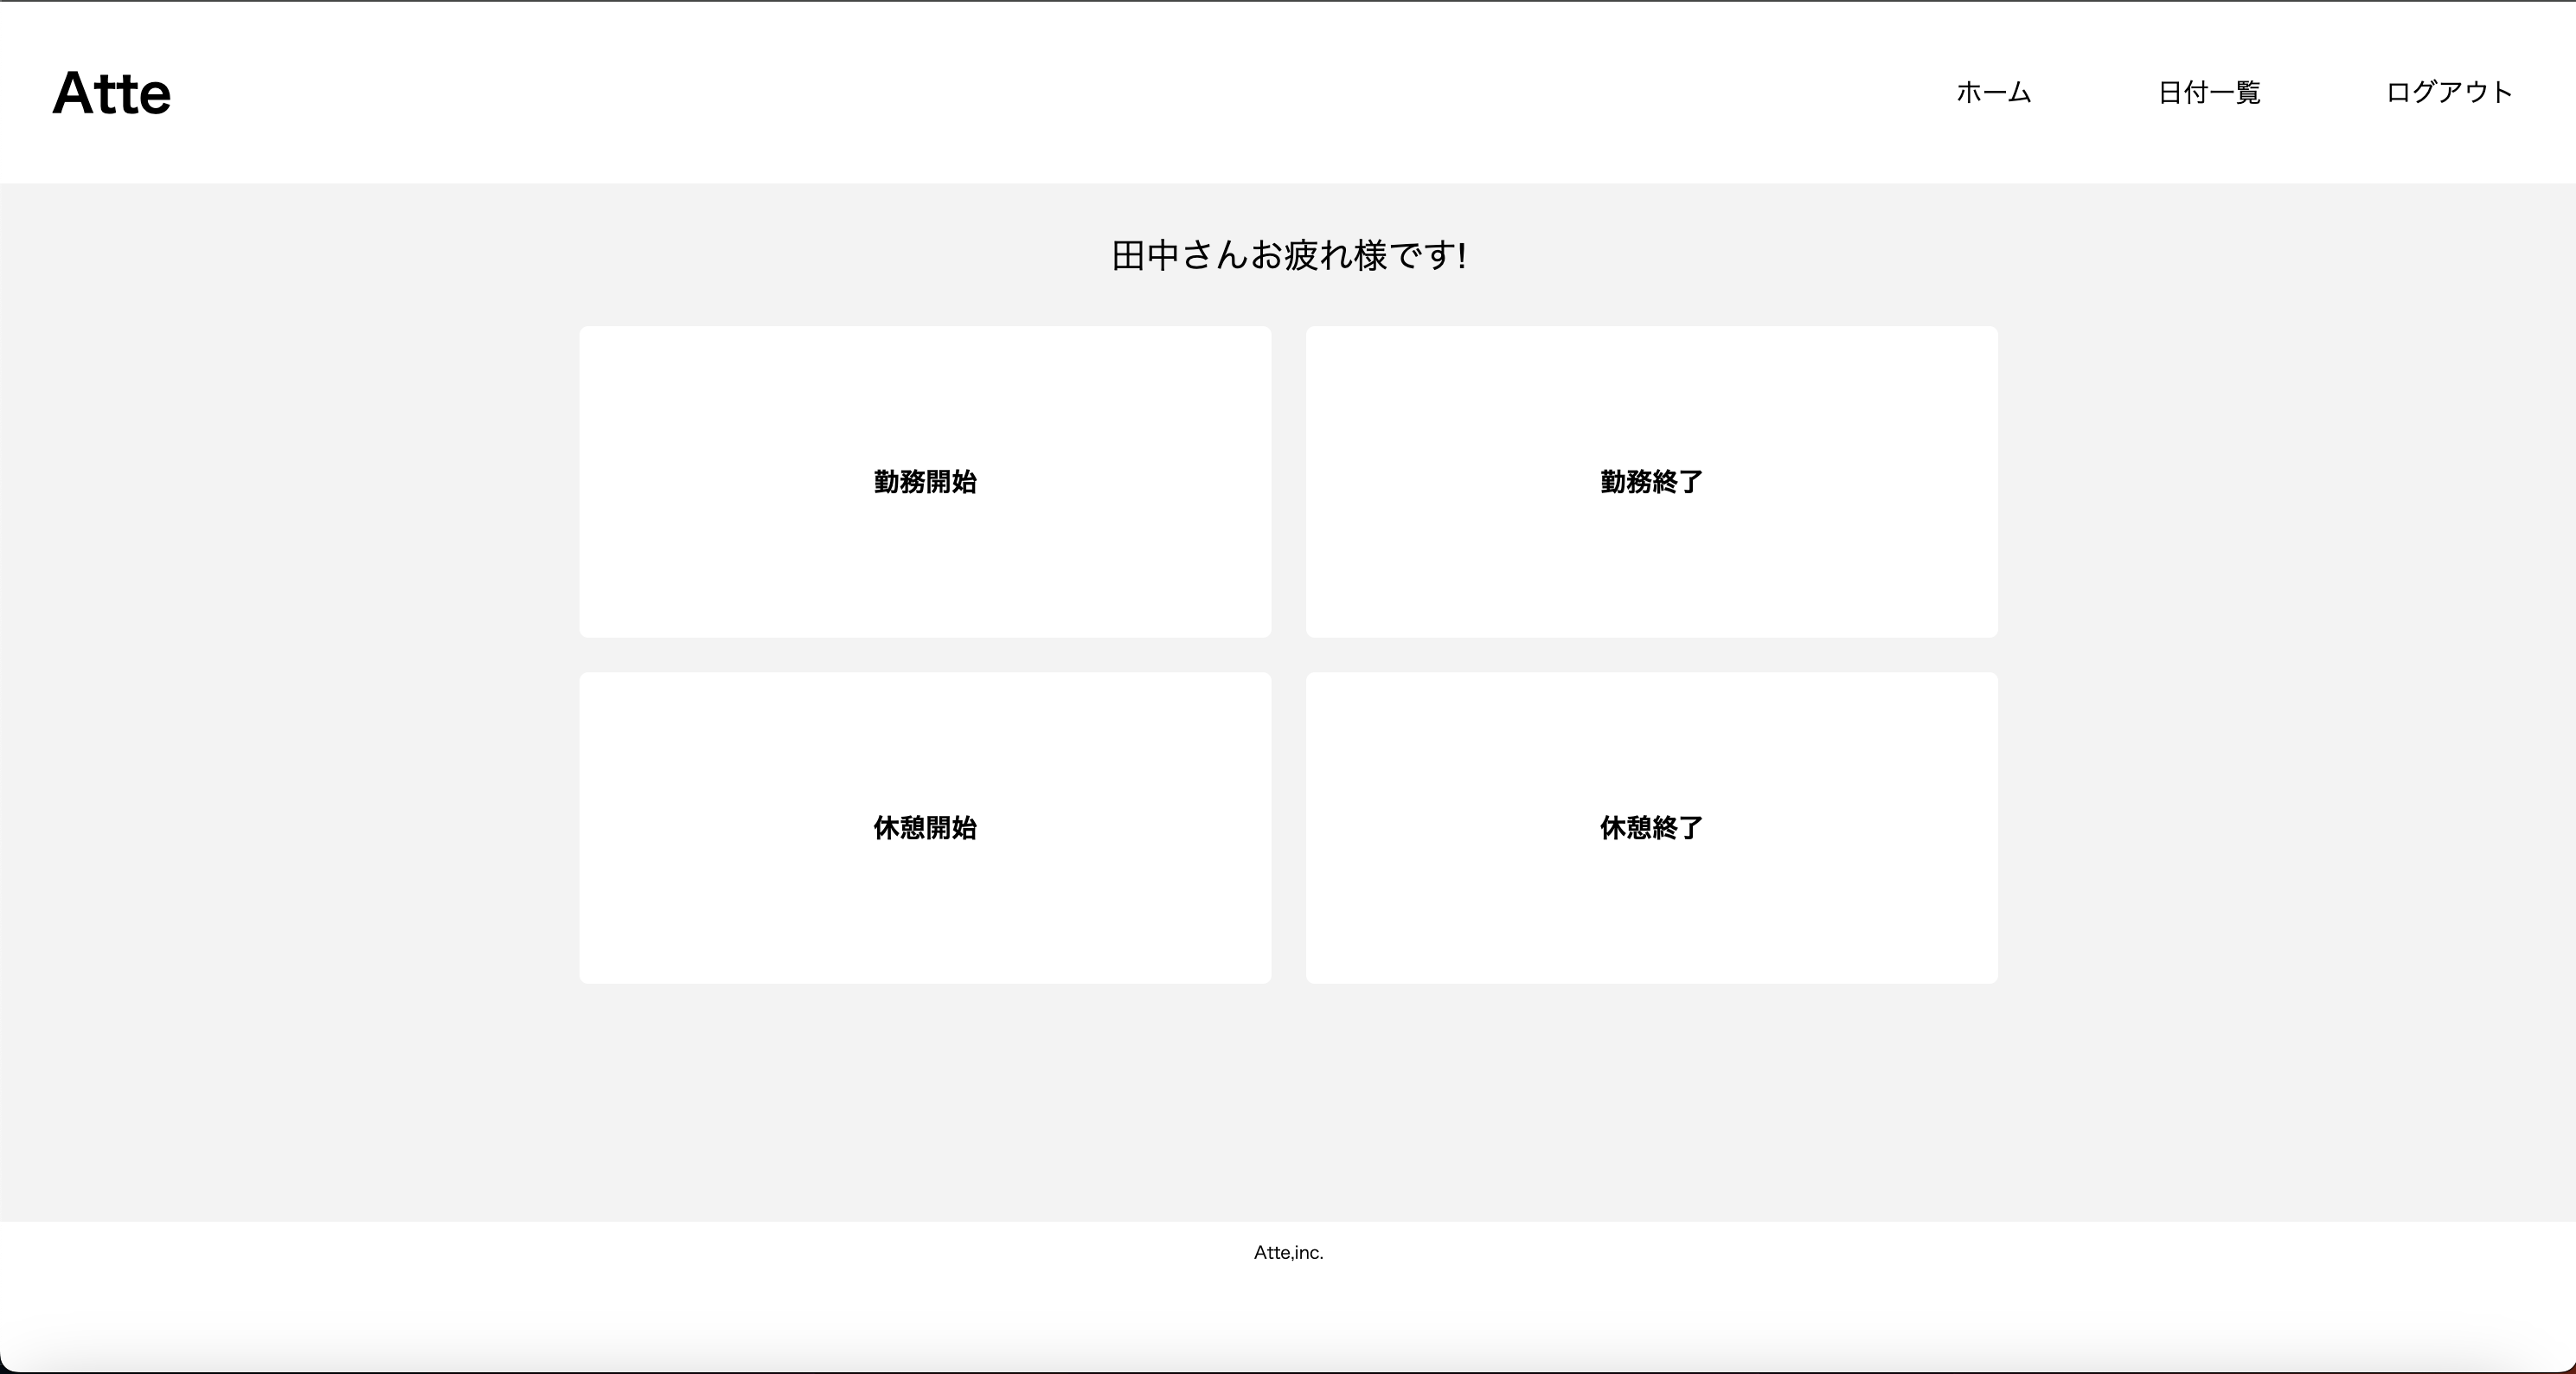 Atte
ホーム 日付一覧 ログアウト
田中さんお疲れ様です!
勤務開始 勤務終了
休憩開始 休憩終了
Atte,inc.